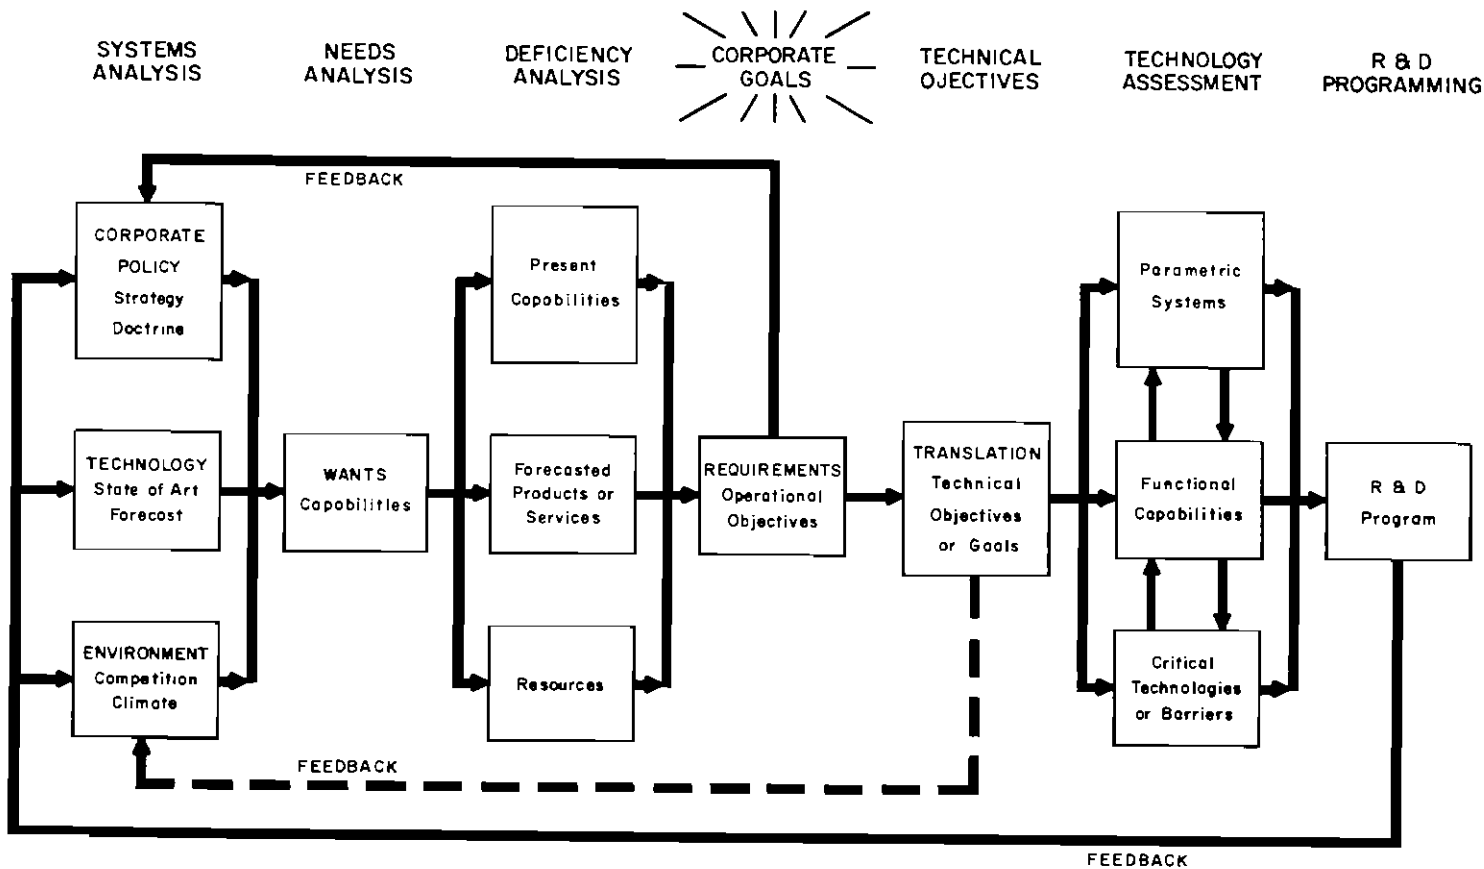 SYSTEMS
ANALYSIS
NEEDS
ANALYSIS
DEFICIENCY
ANALYSIS
CORPORATE
GOALS
TECHNICAL
OJECTIVES
TECHNOLOGY
ASSESSMENT
R & D
PROGRAMMING
FEEDBACK
CORPORATE
POLICY
Strategy
Doctrine
TECHNOLOGY
State of Art
Forecast
ENVIRONMENT
Competition
Climate
WANTS
Capabilities
Present
Capabilities
Forecasted
Products or
Services
Resources
REQUIREMENTS
Operational
Objectives
TRANSLATION
Technical
Objectives
or Goals
Parametric
Systems
Functional
Capabilities
Critical
Technologies
or Barriers
R & D
Program
FEEDBACK
FEEDBACK